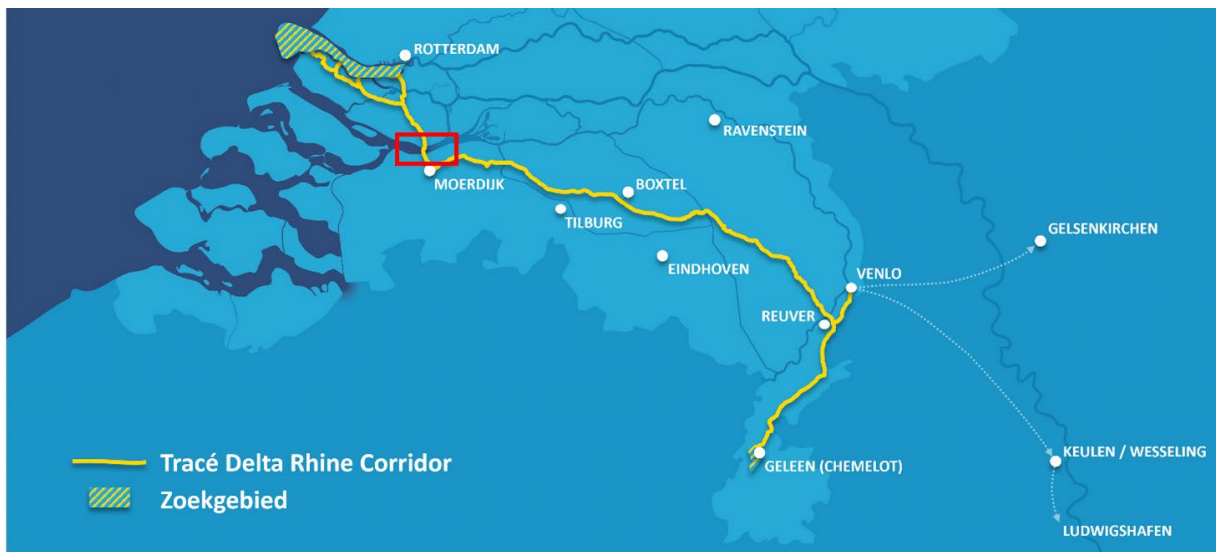 ROTTERDAM
RAVENSTEIN
MOERDIJK
BOXTEL
TILBURG
GELSENKIRCHEN
EINDHOVEN
VENLO
REUVER
Tracé Delta Rhine Corridor
GELEEN (CHEMELOT)
KEULEN / WESSELING
Zoekgebied
LUDWIGSHAFEN